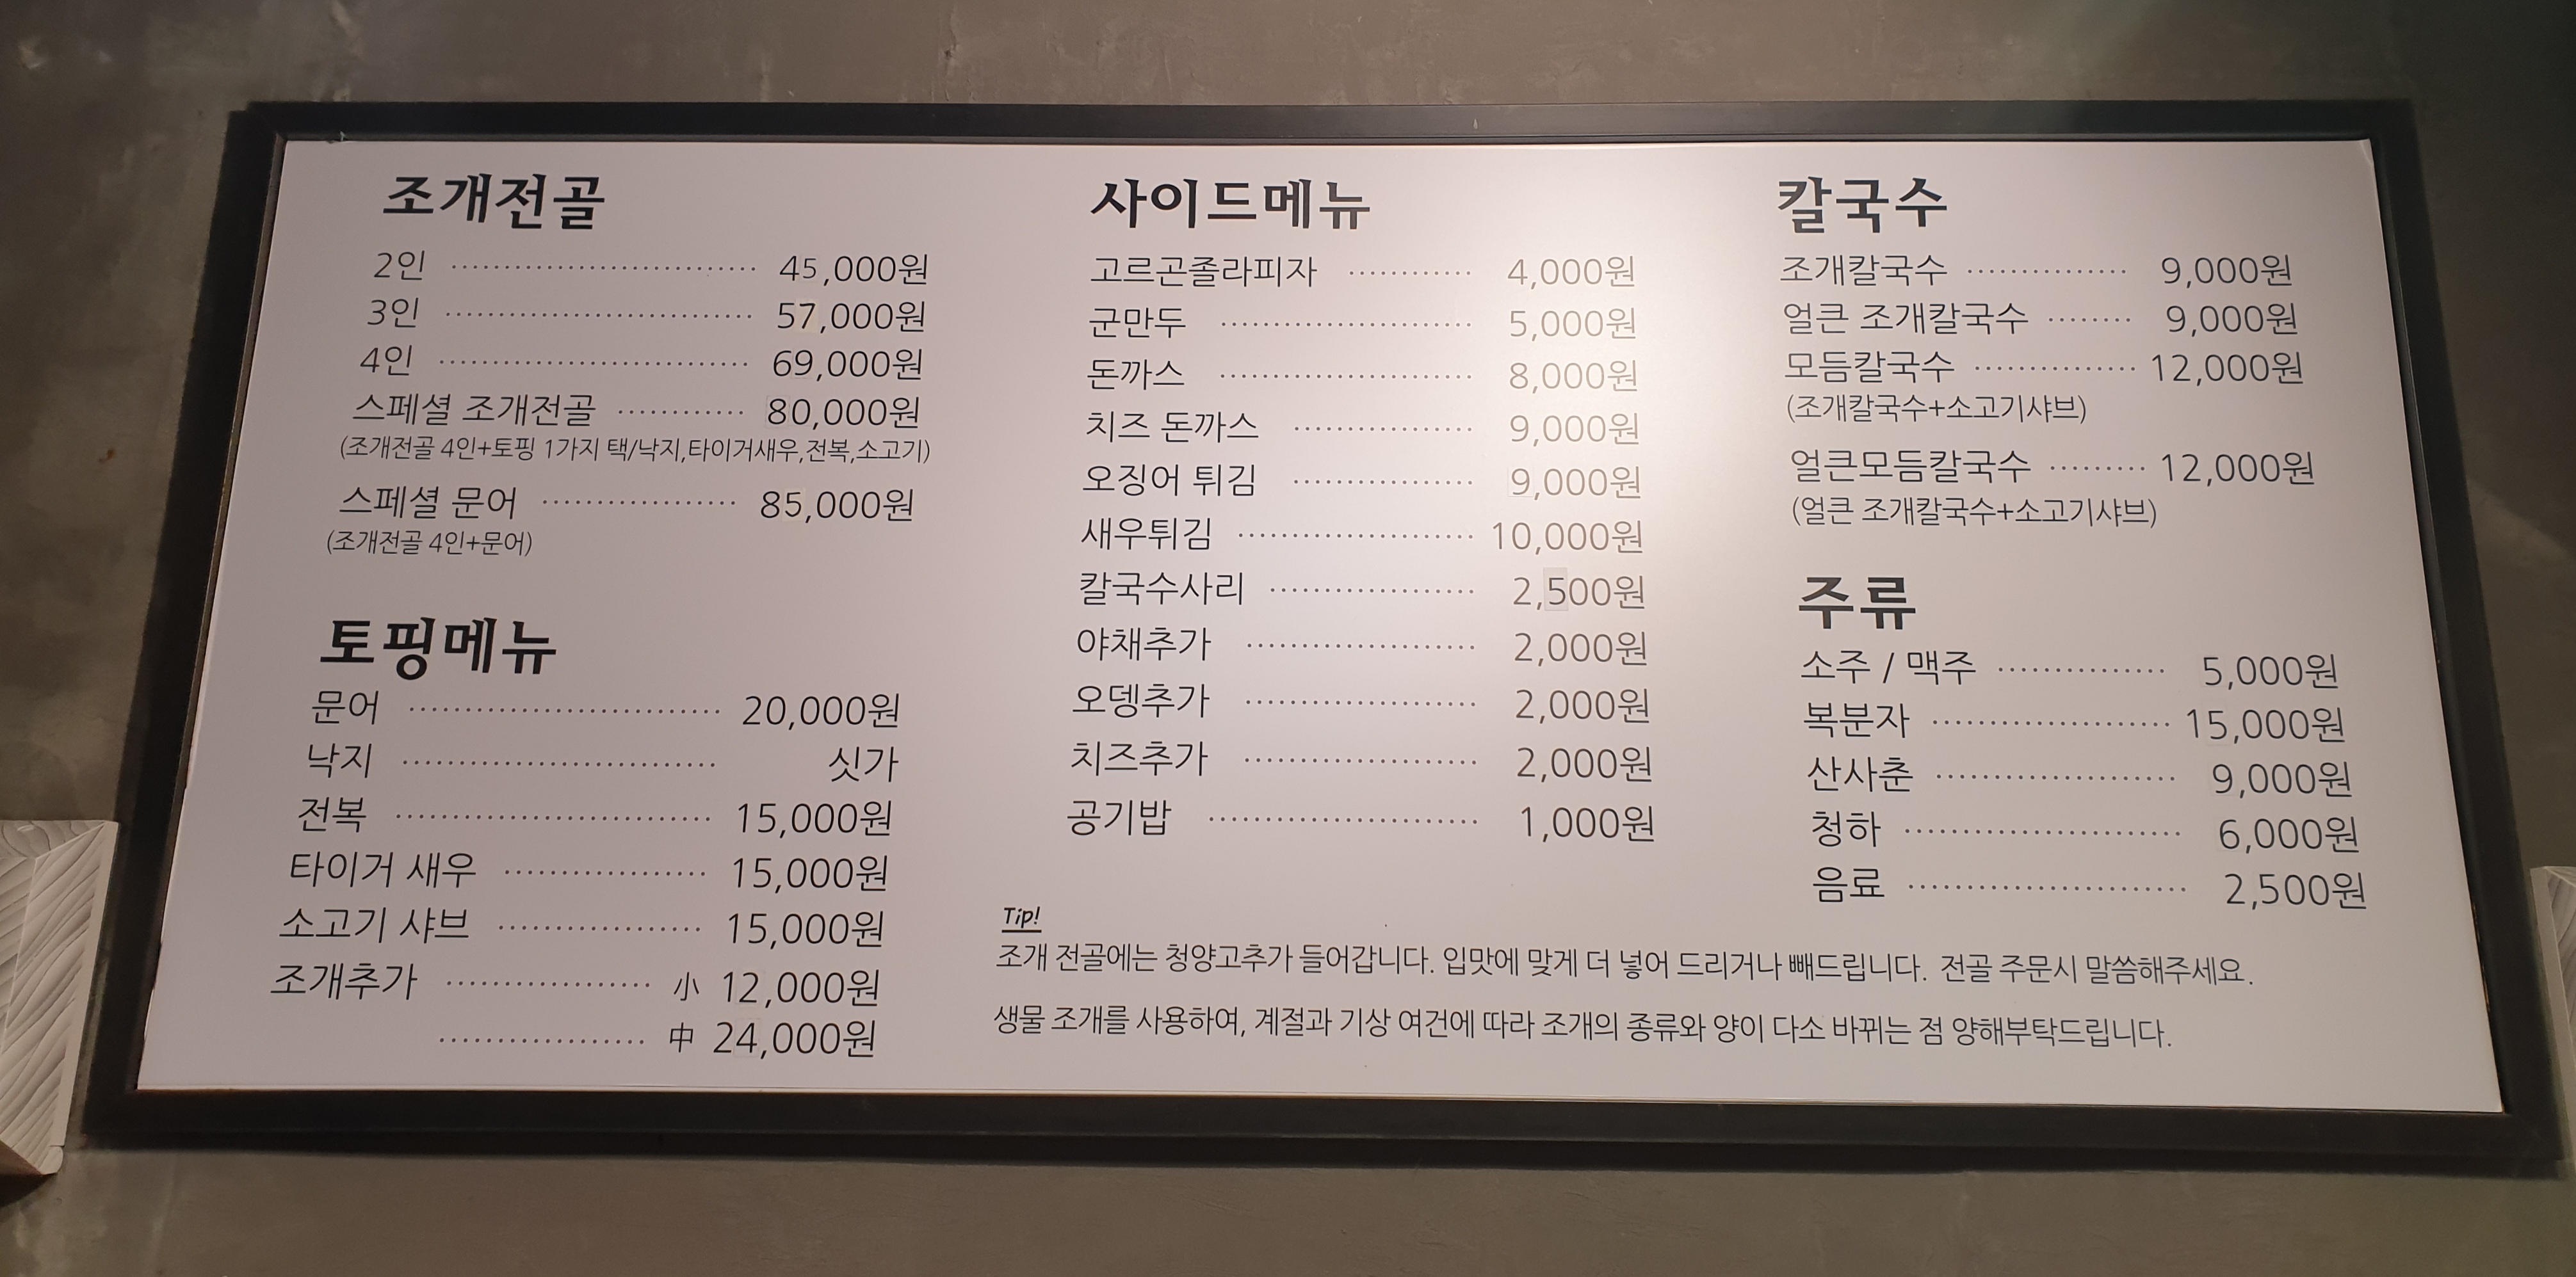 조개전골
2인 45,000원
3인 57,000원
4인 69,000원
스페셜 조개전골 80,000원
(조개전골 4인+토핑 1가지 택/낙지,타이거새우,전복,소고기)
스페셜 문어 85,000원
(조개전골 4인+문어)
토핑메뉴
문어 20,000원
낙지 싯가
전복 15,000원
타이거 새우 15,000원
소고기 샤브 15,000원
조개추가 小 12,000원
中 24,000원
사이드메뉴
고르곤졸라피자 4,000원
군만두 5,000원
돈까스 8,000원
치즈 돈까스 9,000원
오징어 튀김 9,000원
새우튀김 10,000원
칼국수사리 2,500원
야채추가 2,000원
오뎅추가 2,000원
치즈추가 2,000원
공기밥 1,000원
칼국수
조개칼국수 9,000원
얼큰 조개칼국수 9,000원
모듬칼국수 12,000원
(조개칼국수+소고기샤브)
얼큰모듬칼국수 12,000원
(얼큰 조개칼국수+소고기샤브)
주류
소주 / 맥주 5,000원
복분자 15,000원
산사춘 9,000원
청하 6,000원
음료 2,500원
Tip!
조개 전골에는 청양고추가 들어갑니다. 입맛에 맞게 더 넣어 드리거나 빼드립니다. 전골 주문시 말씀해주세요.
생물 조개를 사용하여, 계절과 기상 여건에 따라 조개의 종류와 양이 다소 바뀌는 점 양해부탁드립니다.